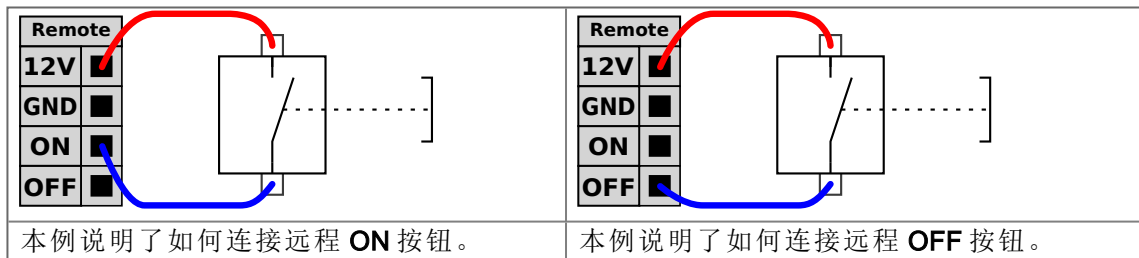 Remote
12V
GND
ON
OFF
本例说明了如何连接远程 ON 按钮。
Remote
12V
GND
ON
OFF
本例说明了如何连接远程 OFF 按钮。